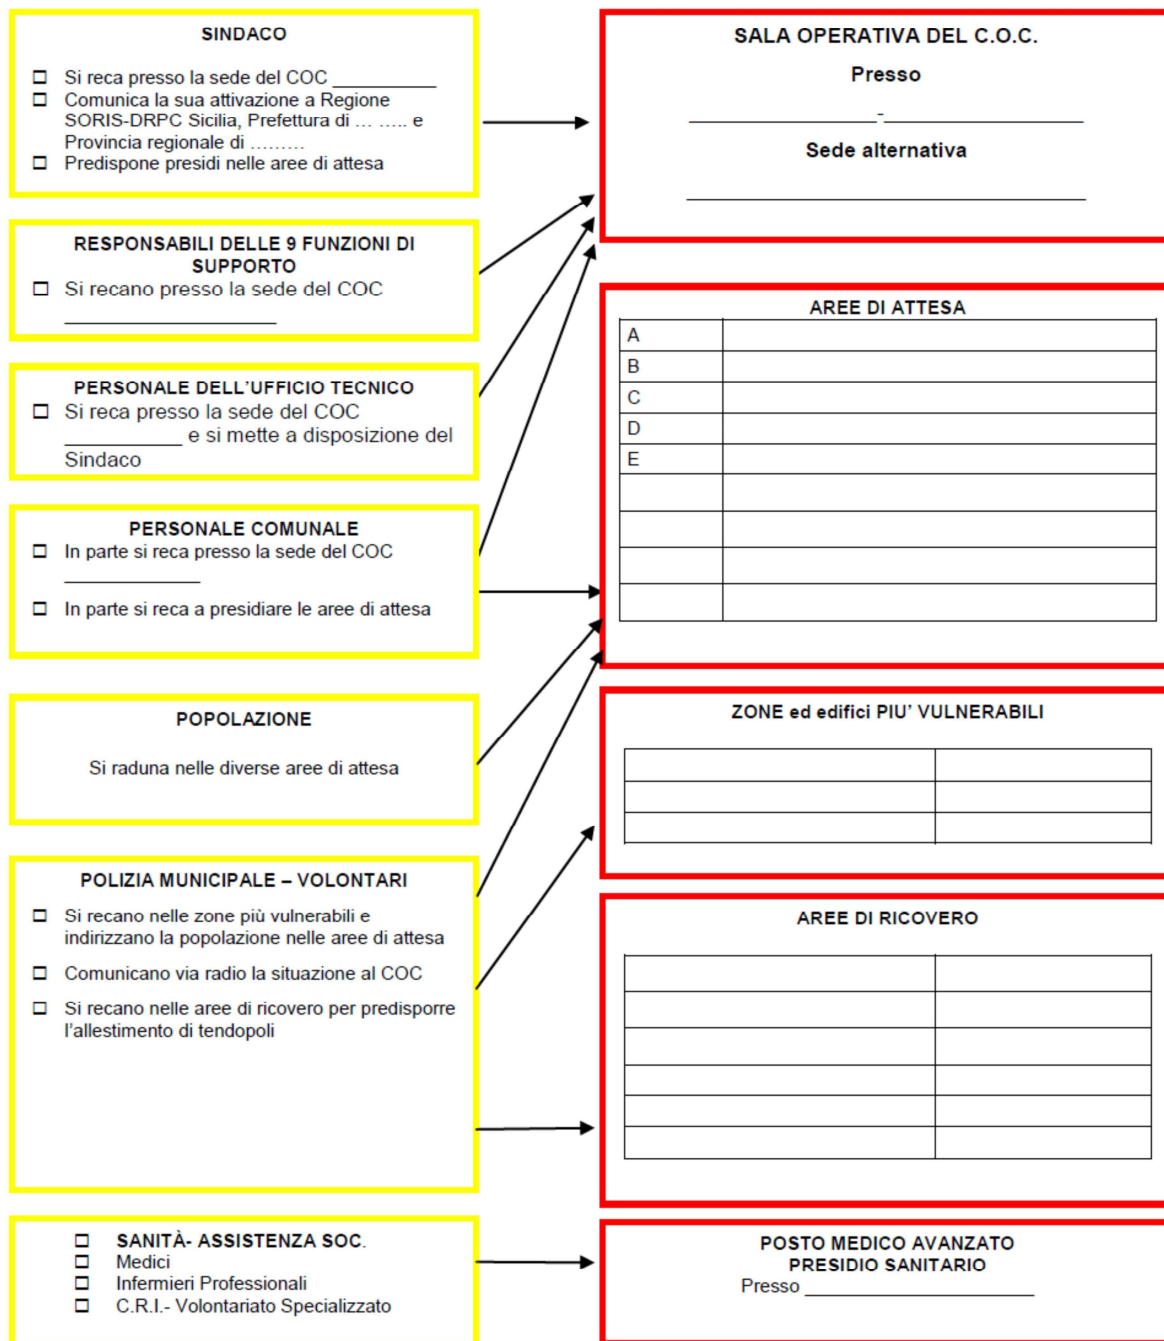 SINDACO
☐ Si reca presso la sede del COC ___________
☐ Comunica la sua attivazione a Regione
SORIS-DRPC Sicilia, Prefettura di … ….. e
Provincia regionale di ………
☐ Predispone presidi nelle aree di attesa
RESPONSABILI DELLE 9 FUNZIONI DI
SUPPORTO
☐ Si recano presso la sede del COC
__________________
PERSONALE DELL’UFFICIO TECNICO
☐ Si reca presso la sede del COC
__________ e si mette a disposizione del
Sindaco
PERSONALE COMUNALE
☐ In parte si reca presso la sede del COC
_____________
☐ In parte si reca a presidiare le aree di attesa
POPOLAZIONE
Si raduna nelle diverse aree di attesa
POLIZIA MUNICIPALE – VOLONTARI
☐ Si recano nelle zone più vulnerabili e
indirizzano la popolazione nelle aree di attesa
☐ Comunicano via radio la situazione al COC
☐ Si recano nelle aree di ricovero per predisporre
l’allestimento di tendopoli
☐ SANITÀ- ASSISTENZA SOC.
☐ Medici
☐ Infermieri Professionali
☐ C.R.I.- Volontariato Specializzato
SALA OPERATIVA DEL C.O.C.
Presso
________________-_________________
Sede alternativa
__________________________________
AREE DI ATTESA
A
B
C
D
E
ZONE ed edifici PIU’ VULNERABILI
AREE DI RICOVERO
POSTO MEDICO AVANZATO
PRESIDIO SANITARIO
Presso ______________________